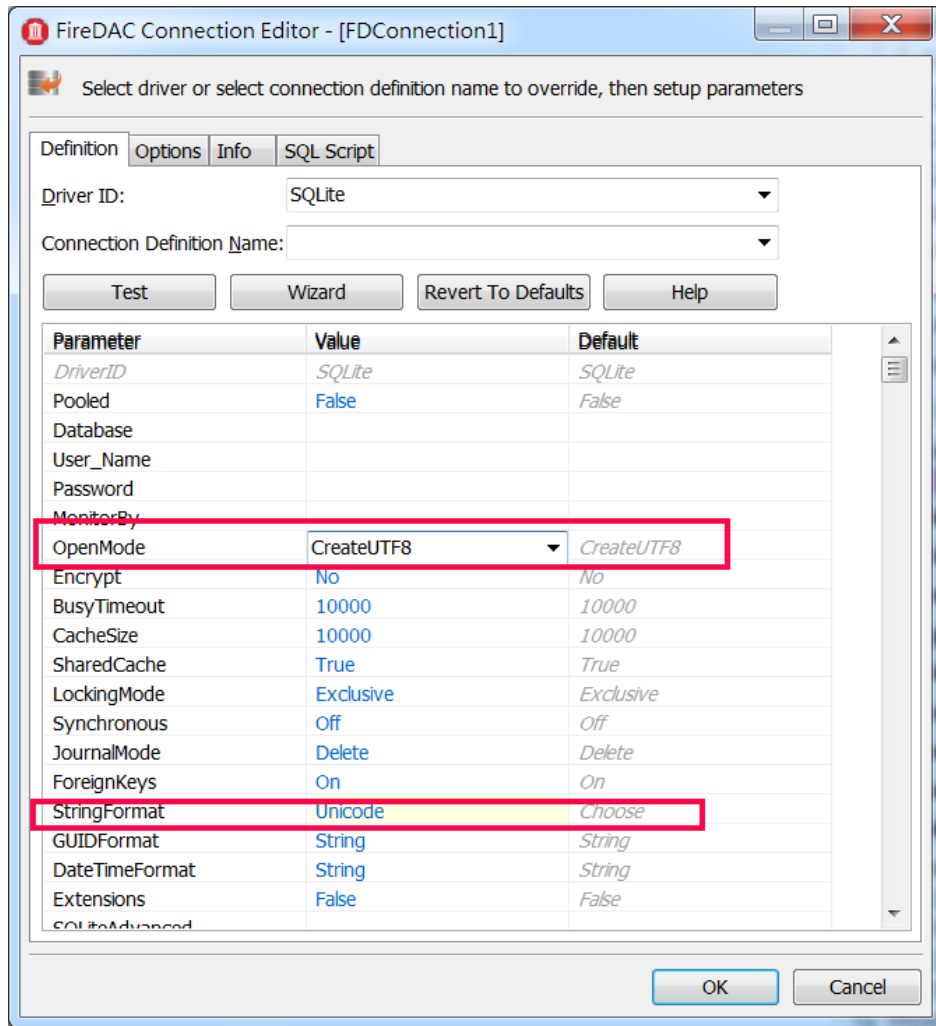 FireDAC Connection Editor - [FDConnection1]
Select driver or select connection definition name to override, then setup parameters
Definition Options Info SQL Script
Driver ID: SQLite
Connection Definition Name:
Test Wizard Revert To Defaults Help
Parameter Value Default
DriverID SQLite SQLite
Pooled False False
Database
User_Name
Password
MonitorBy
OpenMode CreateUTF8 CreateUTF8
Encrypt No No
BusyTimeout 10000 10000
CacheSize 10000 10000
SharedCache True True
LockingMode Exclusive Exclusive
Synchronous Off Off
JournalMode Delete Delete
ForeignKeys On On
StringFormat Unicode Choose
GUIDFormat String String
DateTimeFormat String String
Extensions False False
SQLiteAdvanced
OK Cancel